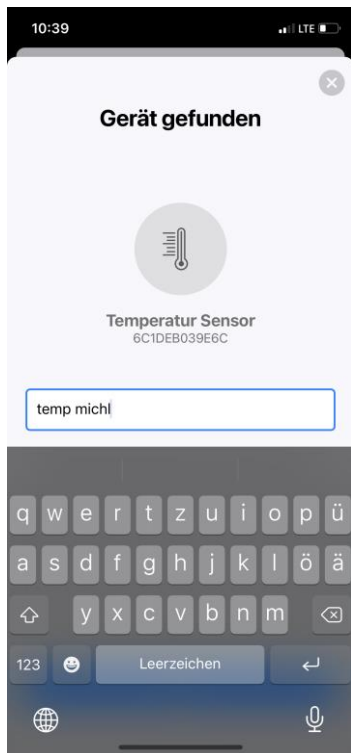 10:39
LTE
Gerät gefunden
Temperatur Sensor
6C1DEB039E6C
temp michl
q w e r t z u i o p ü
a s d f g h j k l ö ä
y x c v b n m
123 Leerzeichen